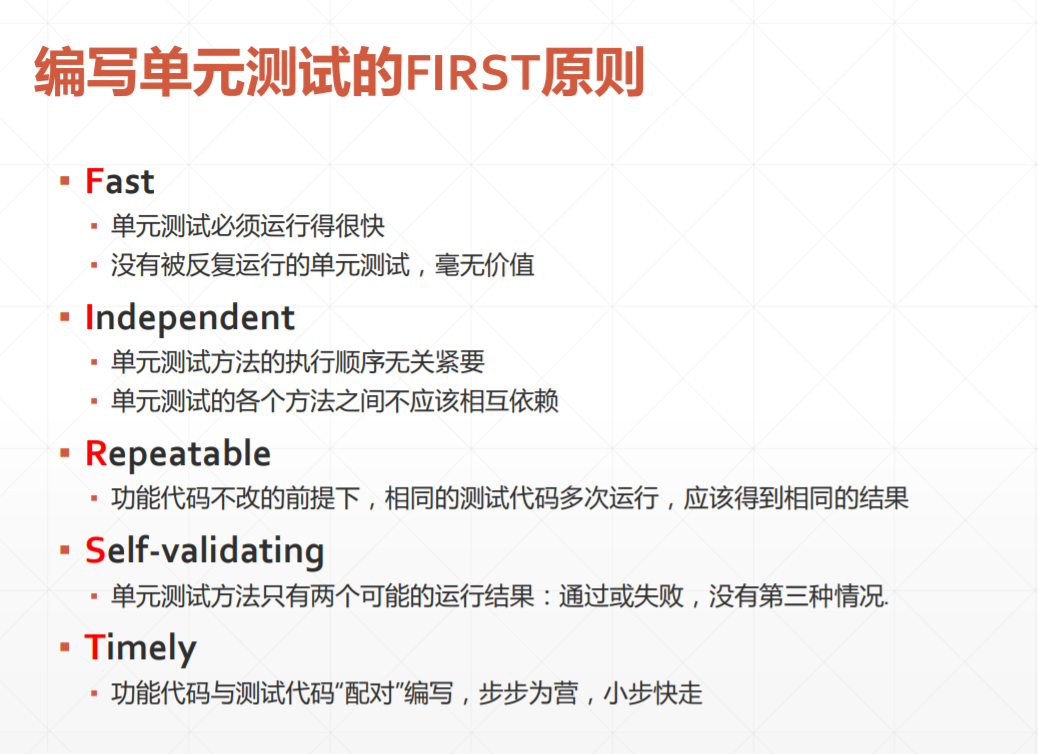 编写单元测试的FIRST原则
Fast
单元测试必须运行得很快
没有被反复运行的单元测试，毫无价值
Independent
单元测试方法的执行顺序无关紧要
单元测试的各个方法之间不应该相互依赖
Repeatable
功能代码不改的前提下，相同的测试代码多次运行，应该得到相同的结果
Self-validating
单元测试方法只有两个可能的运行结果：通过或失败，没有第三种情况.
Timely
功能代码与测试代码“配对”编写，步步为营，小步快走